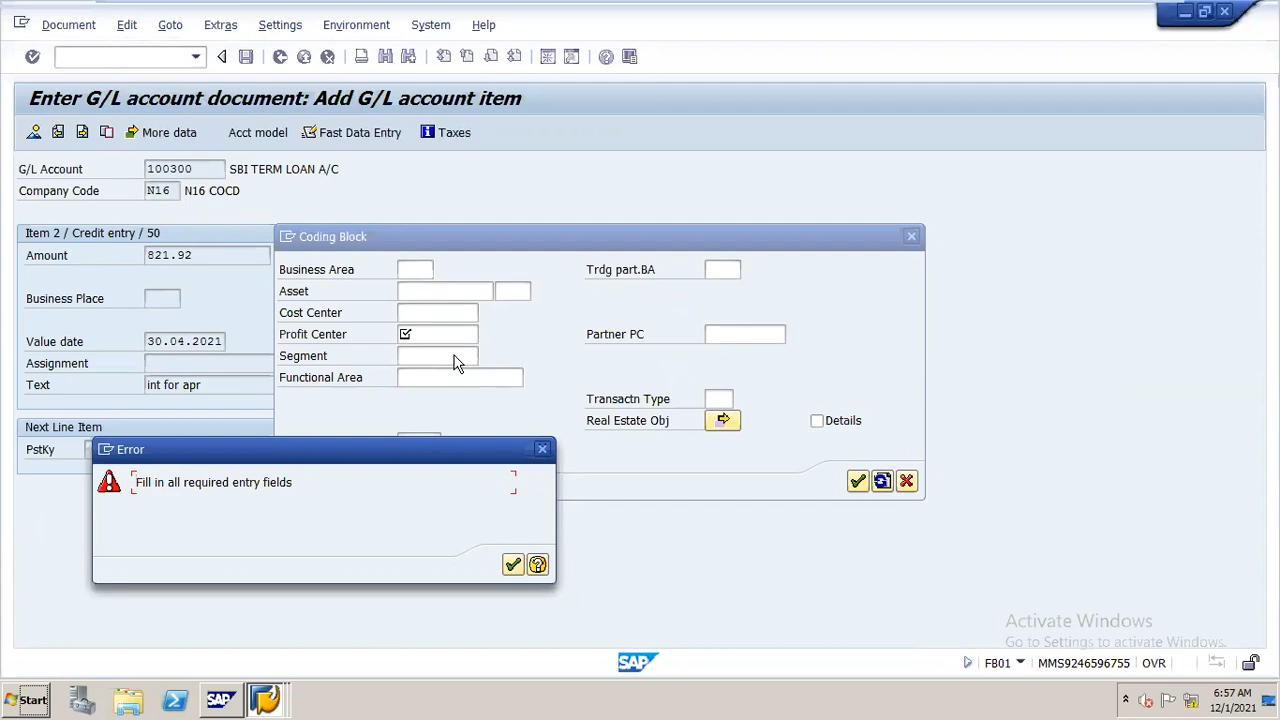 Document Edit Goto Extras Settings Environment System Help
Enter G/L account document: Add G/L account item
More data Acct model Fast Data Entry Taxes
G/L Account 100300 SBI TERM LOAN A/C
Company Code N16 N16 COCD
Item 2 / Credit entry / 50
Amount 821.92
Business Place
Value date 30.04.2021
Assignment
Text int for apr
Next Line Item
PstKy
Coding Block
Business Area Trdg part.BA
Asset
Cost Center
Profit Center Partner PC
Segment
Functional Area
Transactn Type
Real Estate Obj Details
Error
Fill in all required entry fields
Activate Windows
Go to Settings to activate Windows.
SAP FB01 MMS9246596755 OVR
Start SAP 6:57 AM
12/1/2021